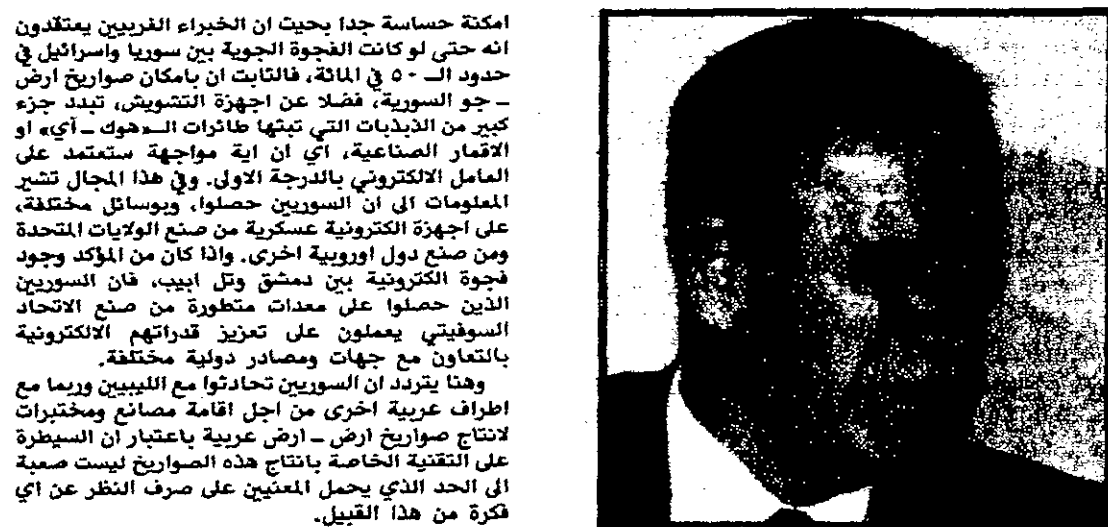 امكنة حساسة جدا بحيث ان الخبراء الغربيين يعتقدون
انه حتى لو كانت الفجوة الجوية بين سوريا واسرائيل في
حدود الـ ٥٠ في المائة، فالثابت ان بامكان صواريخ ارض
ـ جو السورية، فضلا عن اجهزة التشويش، تبدد جزء
كبير من الذبذبات التي تبثها طائرات الـ«هوك ـ آي» او
الاقمار الصناعية، اي ان اية مواجهة ستعتمد على
العامل الالكتروني بالدرجة الاولى. وفي هذا المجال تشير
المعلومات الى ان السوريين حصلوا، وبوسائل مختلفة،
على اجهزة الكترونية عسكرية من صنع الولايات المتحدة
ومن صنع دول اوروبية اخرى. واذا كان من المؤكد وجود
فجوة الكترونية بين دمشق وتل ابيب، فان السوريين
الذين حصلوا على معدات متطورة من صنع الاتحاد
السوفيتي يعملون على تعزيز قدراتهم الالكترونية
بالتعاون مع جهات ومصادر دولية مختلفة.
وهنا يتردد ان السوريين تحادثوا مع الليبيين وربما مع
اطراف عربية اخرى من اجل اقامة مصانع ومختبرات
لانتاج صواريخ ارض ـ ارض عربية باعتبار ان السيطرة
على التقنية الخاصة بانتاج هذه الصواريخ ليست صعبة
الى الحد الذي يحمل المعنيين على صرف النظر عن اي
فكرة من هذا القبيل.